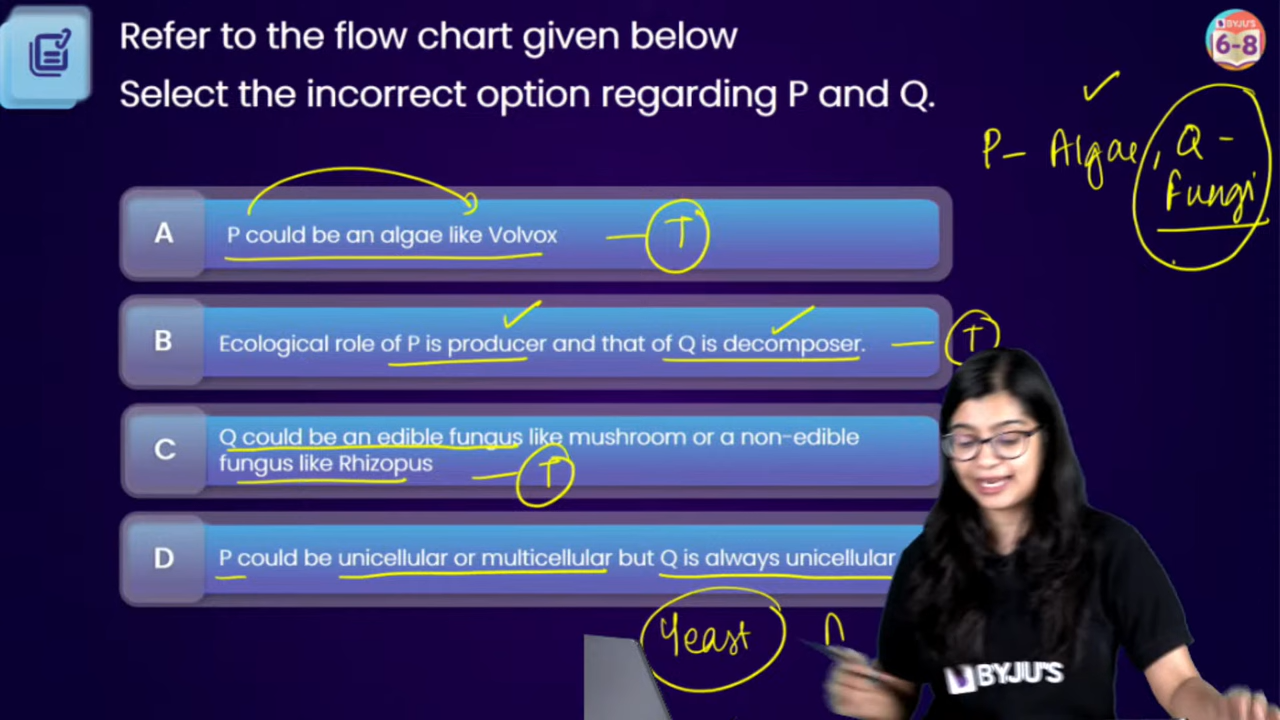 Refer to the flow chart given below
Select the incorrect option regarding P and Q.
BYJU'S
6-8
P- Algae, Q -
Fungi
A
P could be an algae like Volvox
T
B
Ecological role of P is producer and that of Q is decomposer.
T
C
Q could be an edible fungus like mushroom or a non-edible
fungus like Rhizopus
T
D
P could be unicellular or multicellular but Q is always unicellular
Yeast
BYJU'S